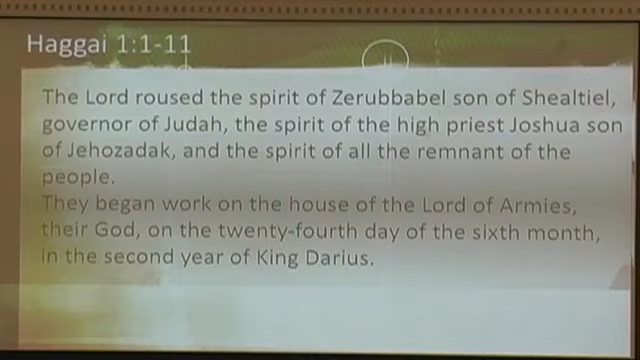 Haggai 1:1-11
The Lord roused the spirit of Zerubbabel son of Shealtiel,
governor of Judah, the spirit of the high priest Joshua son
of Jehozadak, and the spirit of all the remnant of the
people.
They began work on the house of the Lord of Armies,
their God, on the twenty-fourth day of the sixth month,
in the second year of King Darius.